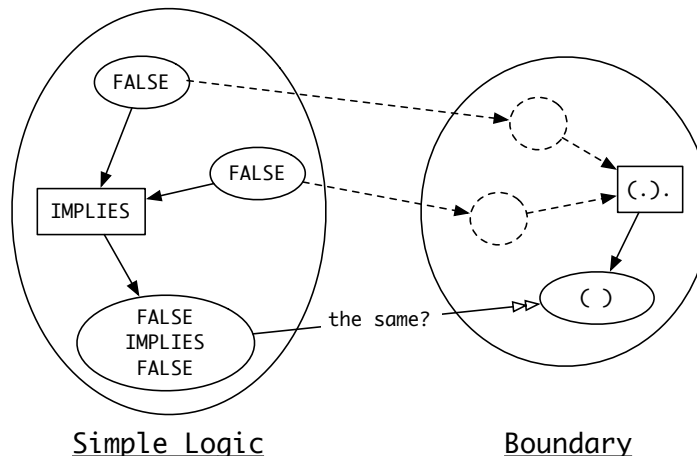 FALSE
FALSE
(.).
IMPLIES
( )
FALSE
IMPLIES
FALSE
the same?
Simple Logic
Boundary